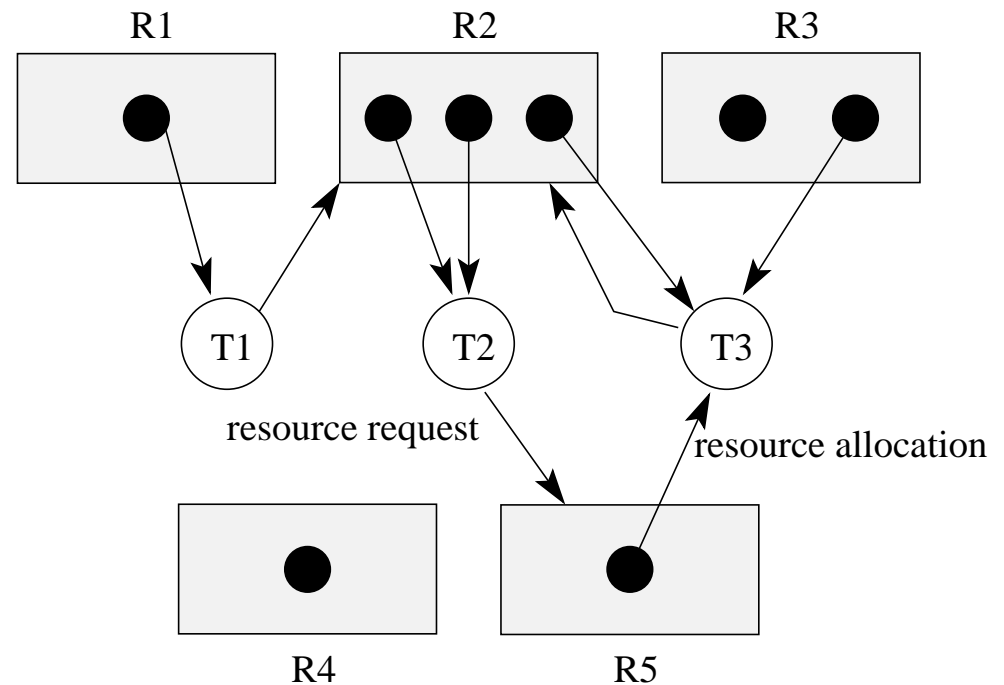 R1
R2
R3
T1
T2
T3
resource request
resource allocation
R4
R5